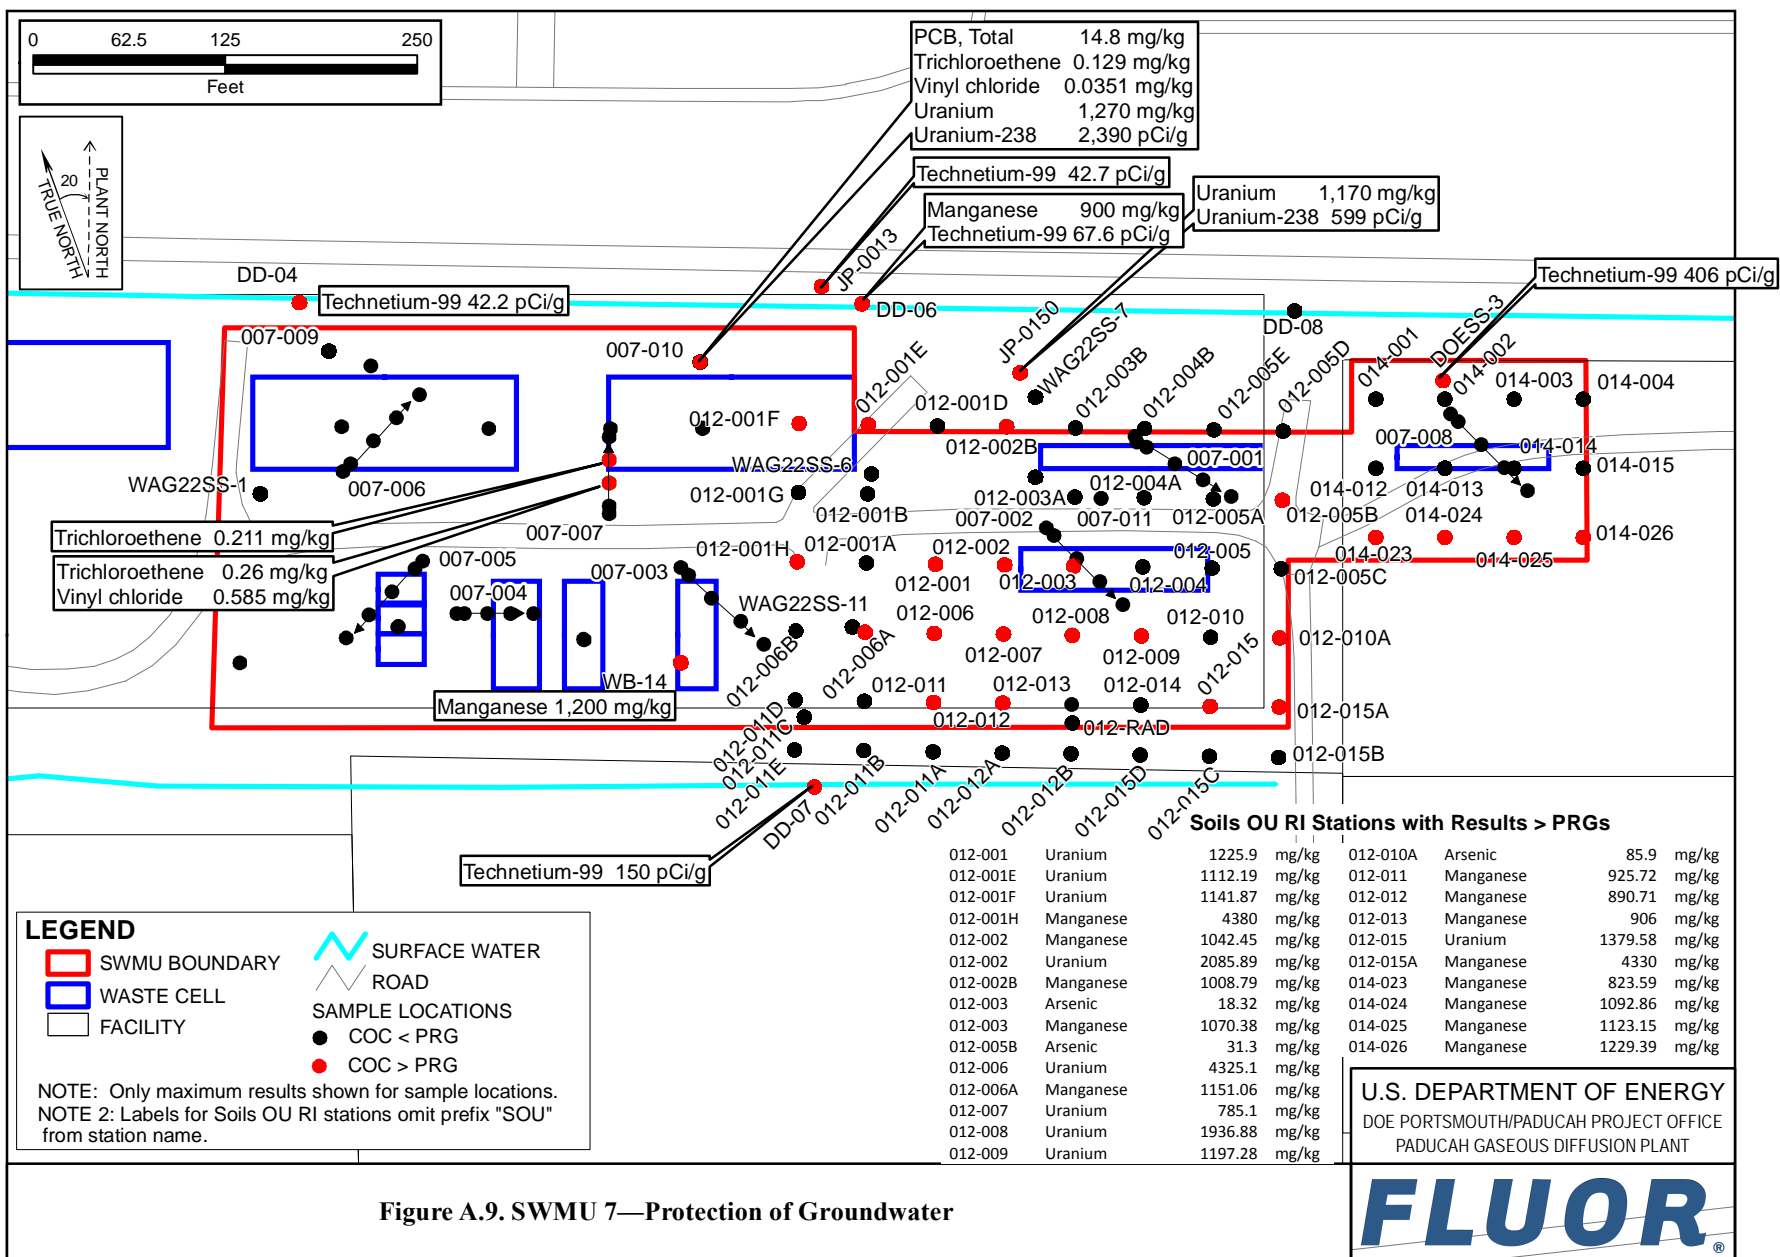 0 62.5 125 250
Feet
PLANT NORTH
20
TRUE NORTH
PCB, Total 14.8 mg/kg
Trichloroethene 0.129 mg/kg
Vinyl chloride 0.0351 mg/kg
Uranium 1,270 mg/kg
Uranium-238 2,390 pCi/g
Technetium-99 42.7 pCi/g
Manganese 900 mg/kg
Technetium-99 67.6 pCi/g
Uranium 1,170 mg/kg
Uranium-238 599 pCi/g
Technetium-99 406 pCi/g
DD-04
Technetium-99 42.2 pCi/g
JP-0013
DD-06
JP-0150
WAG22SS-7
DD-08
DOESS-3
007-009
007-010
012-001E
012-001D
012-003B
012-004B
012-005E
012-005D
014-001
014-002
014-003
014-004
012-001F
012-002B
007-001
007-008
014-014
014-015
WAG22SS-1
007-006
WAG22SS-6
012-001G
012-001B
012-003A
012-004A
012-005A
012-005B
014-012
014-013
007-007
007-002
007-011
014-024
Trichloroethene 0.211 mg/kg
Trichloroethene 0.26 mg/kg
Vinyl chloride 0.585 mg/kg
007-005
007-004
007-003
012-001H
012-001A
012-002
012-005
014-023
014-025
014-026
012-001
012-003
012-004
012-005C
WAG22SS-11
012-006
012-008
012-010
012-010A
012-006B
012-006A
012-007
012-009
012-015
WB-14
Manganese 1,200 mg/kg
012-011
012-013
012-014
012-015A
012-012
012-RAD
012-011D
012-011C
012-011E
012-011B
012-011A
012-012A
012-012B
012-015D
012-015C
012-015B
DD-07
Technetium-99 150 pCi/g
Soils OU RI Stations with Results > PRGs
012-001 Uranium 1225.9 mg/kg 012-010A Arsenic 85.9 mg/kg
012-001E Uranium 1112.19 mg/kg 012-011 Manganese 925.72 mg/kg
012-001F Uranium 1141.87 mg/kg 012-012 Manganese 890.71 mg/kg
012-001H Manganese 4380 mg/kg 012-013 Manganese 906 mg/kg
012-002 Manganese 1042.45 mg/kg 012-015 Uranium 1379.58 mg/kg
012-002 Uranium 2085.89 mg/kg 012-015A Manganese 4330 mg/kg
012-002B Manganese 1008.79 mg/kg 014-023 Manganese 823.59 mg/kg
012-003 Arsenic 18.32 mg/kg 014-024 Manganese 1092.86 mg/kg
012-003 Manganese 1070.38 mg/kg 014-025 Manganese 1123.15 mg/kg
012-005B Arsenic 31.3 mg/kg 014-026 Manganese 1229.39 mg/kg
012-006 Uranium 4325.1 mg/kg
012-006A Manganese 1151.06 mg/kg
012-007 Uranium 785.1 mg/kg
012-008 Uranium 1936.88 mg/kg
012-009 Uranium 1197.28 mg/kg
LEGEND
SWMU BOUNDARY
WASTE CELL
FACILITY
SURFACE WATER
ROAD
SAMPLE LOCATIONS
COC < PRG
COC > PRG
NOTE: Only maximum results shown for sample locations.
NOTE 2: Labels for Soils OU RI stations omit prefix "SOU"
from station name.
U.S. DEPARTMENT OF ENERGY
DOE PORTSMOUTH/PADUCAH PROJECT OFFICE
PADUCAH GASEOUS DIFFUSION PLANT
FLUOR®
Figure A.9. SWMU 7—Protection of Groundwater